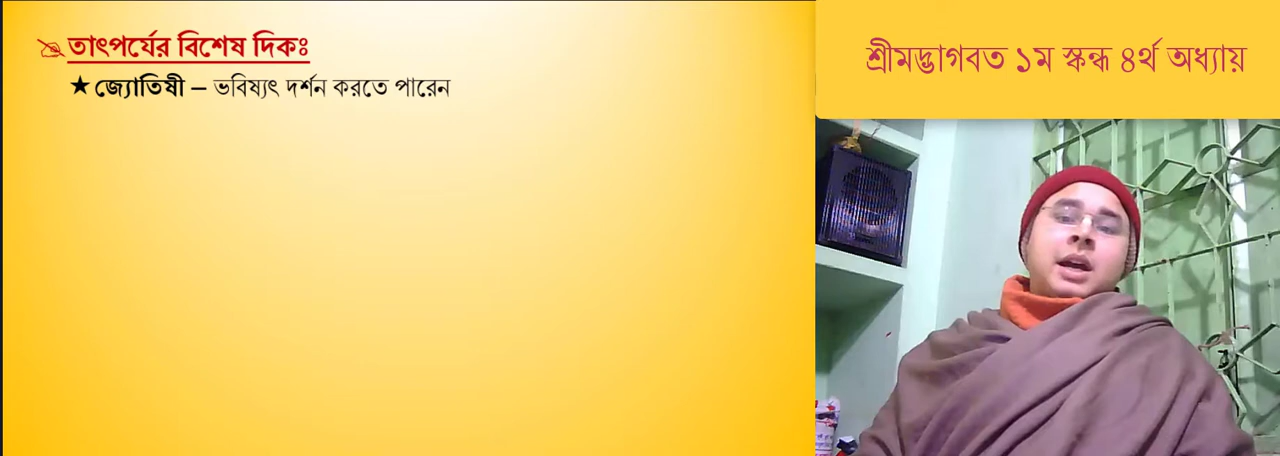 তাৎপর্যের বিশেষ দিকঃ
★ জ্যোতিষী – ভবিষ্যৎ দর্শন করতে পারেন
শ্রীমদ্ভাগবত ১ম স্কন্ধ ৪র্থ অধ্যায়